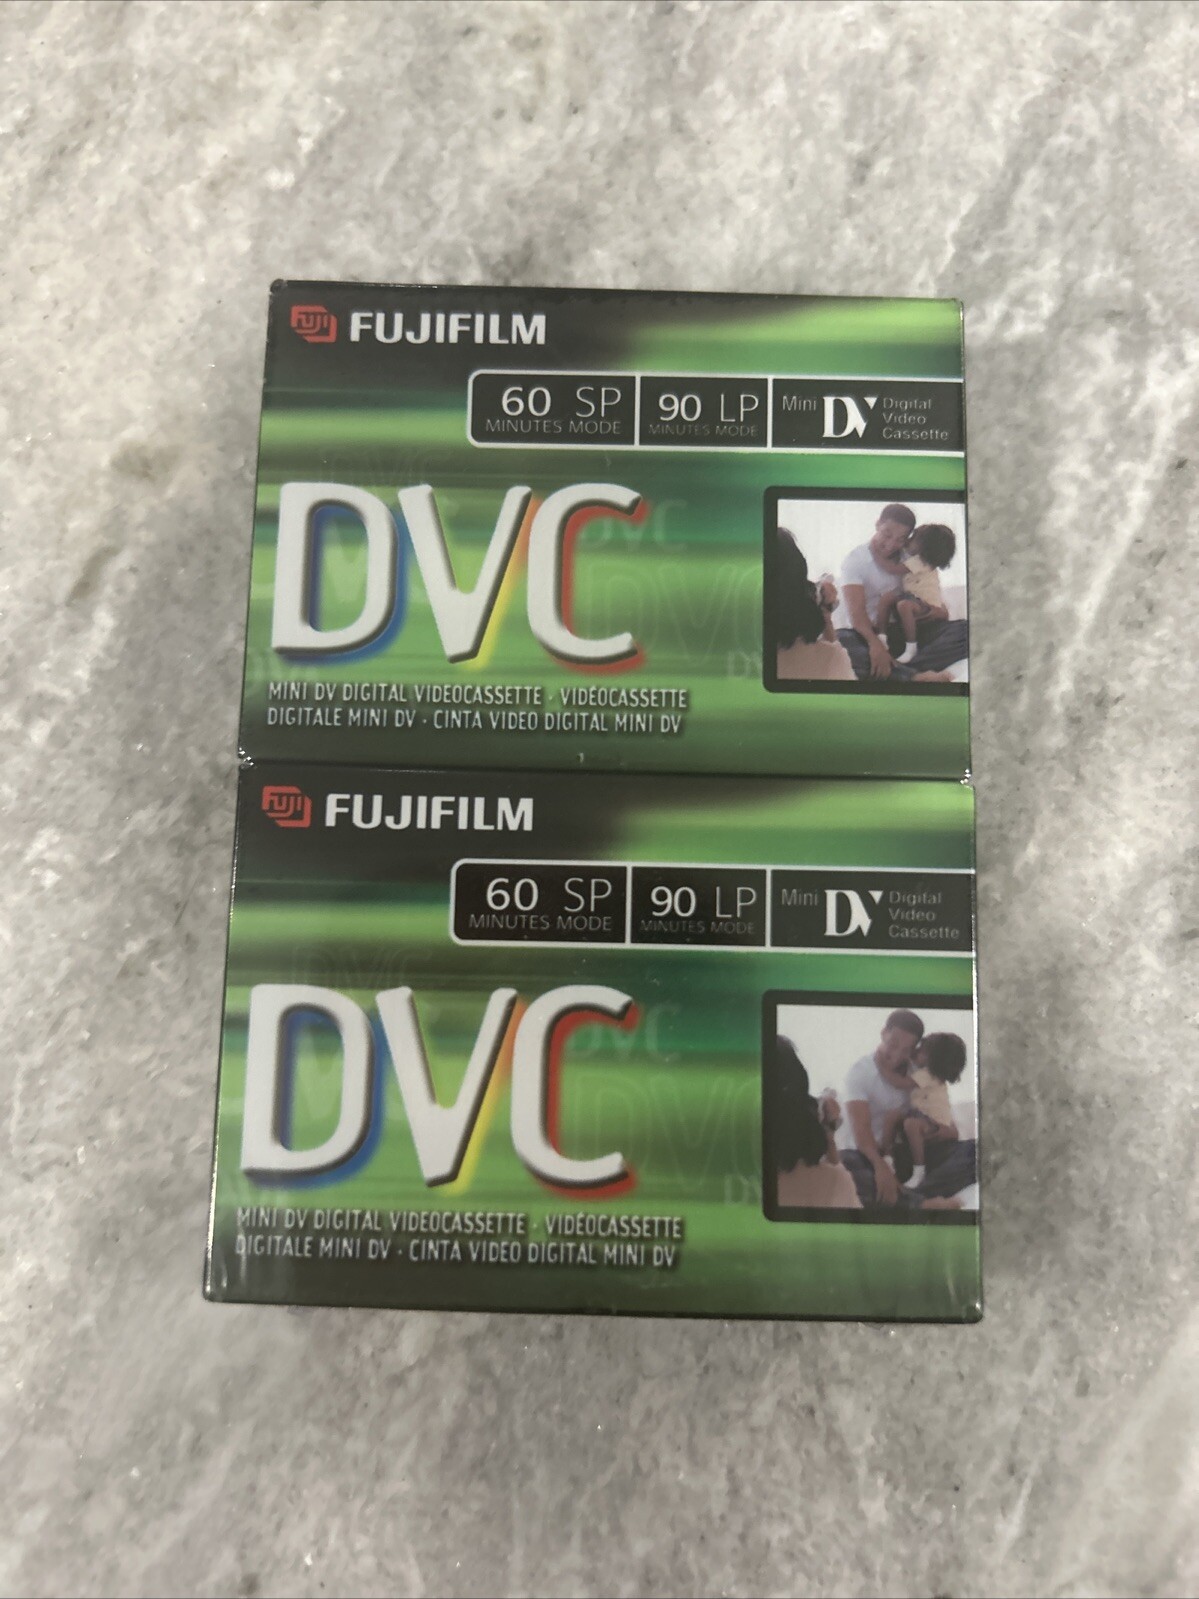 FUJI FUJIFILM
60 SP 90 LP Mini DV Digital
MINUTES MODE MINUTES MODE Video
Cassette
DVC
MINI DV DIGITAL VIDEOCASSETTE · VIDÉOCASSETTE
DIGITALE MINI DV · CINTA VIDEO DIGITAL MINI DV
FUJI FUJIFILM
60 SP 90 LP Mini DV Digital
MINUTES MODE MINUTES MODE Video
Cassette
DVC
MINI DV DIGITAL VIDEOCASSETTE · VIDÉOCASSETTE
DIGITALE MINI DV · CINTA VIDEO DIGITAL MINI DV